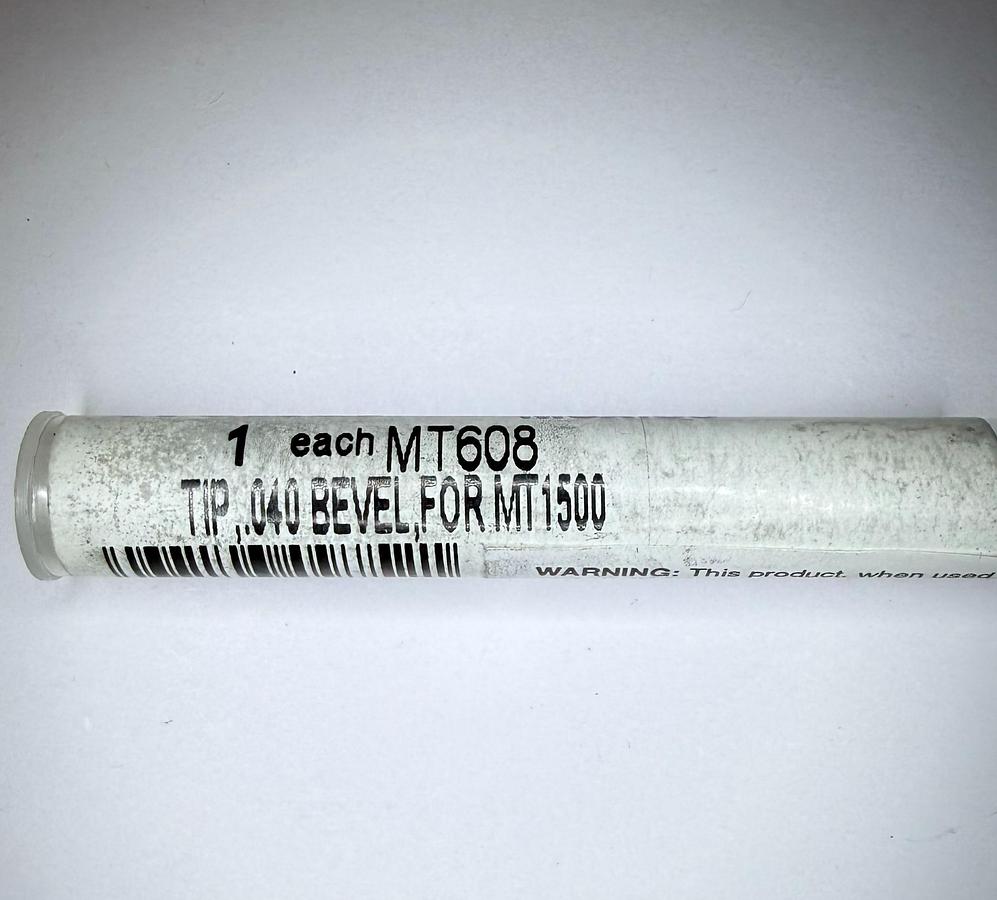 1 each MT608
TIP,.040 BEVEL,FOR MT1500
WARNING: This product, when used